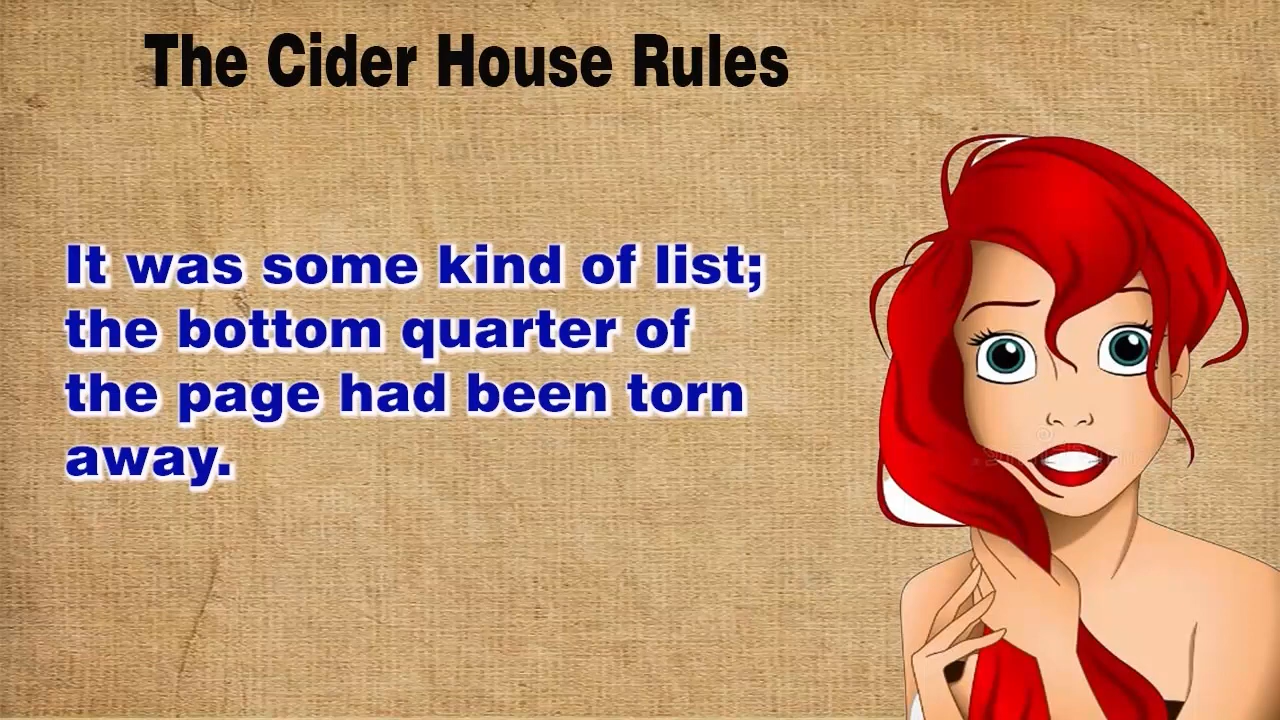 The Cider House Rules
It was some kind of list;
the bottom quarter of
the page had been torn
away.